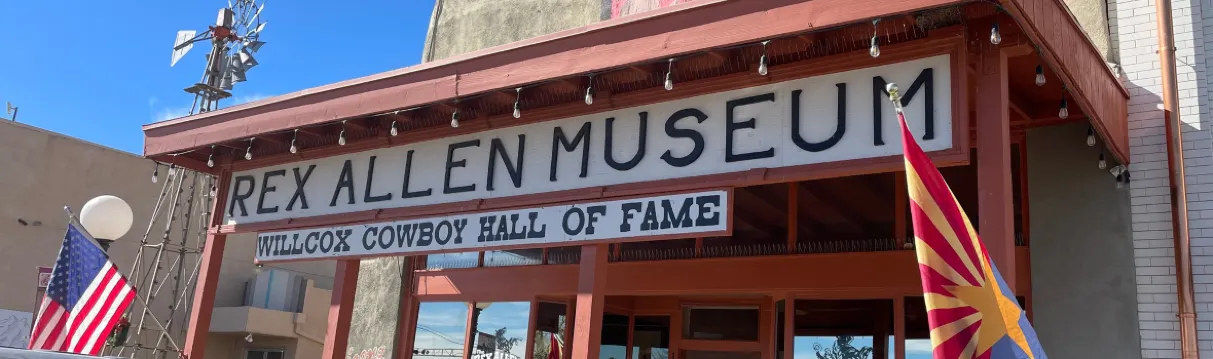 REX ALLEN MUSEUM
WILLCOX COWBOY HALL OF FAME